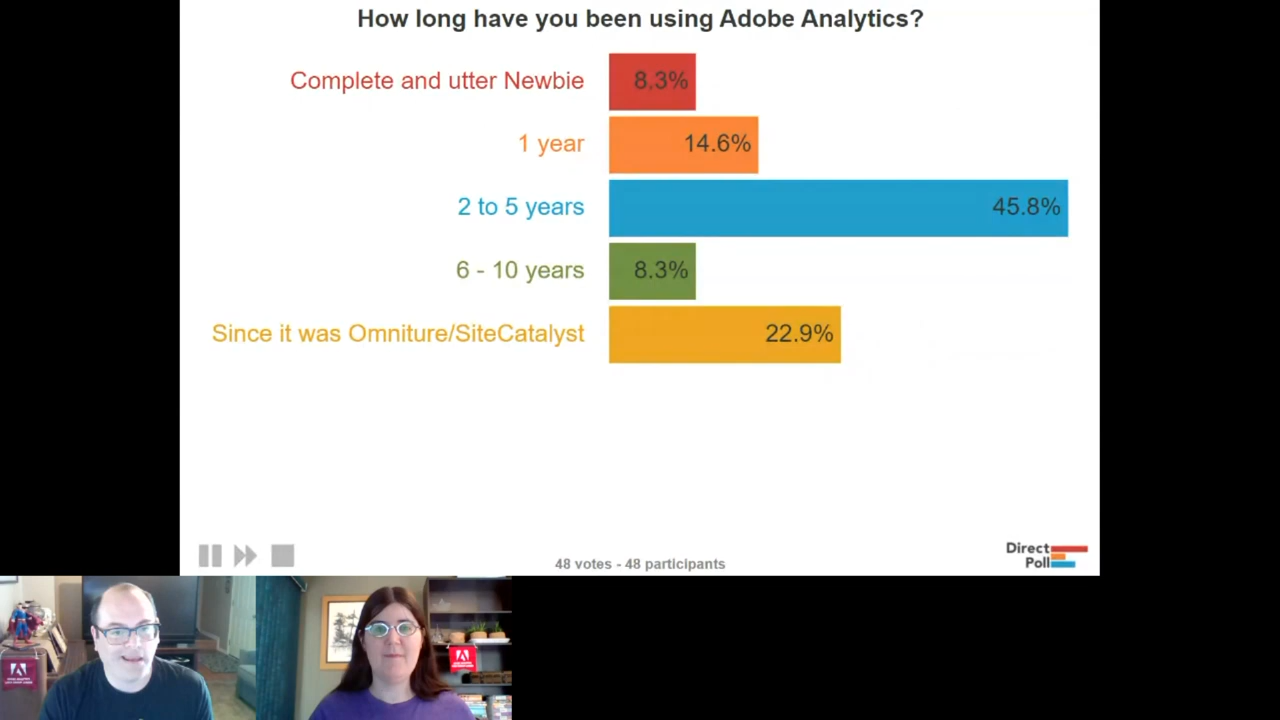 How long have you been using Adobe Analytics?
Complete and utter Newbie 8.3%
1 year 14.6%
2 to 5 years 45.8%
6 - 10 years 8.3%
Since it was Omniture/SiteCatalyst 22.9%
48 votes - 48 participants
Direct
Poll